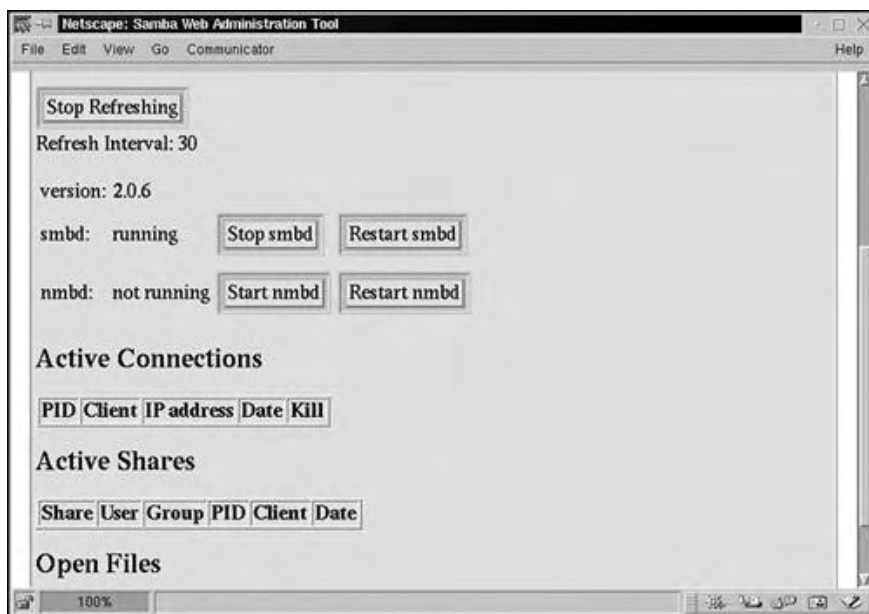 Netscape: Samba Web Administration Tool
File Edit View Go Communicator Help
Stop Refreshing
Refresh Interval: 30
version: 2.0.6
smbd: running Stop smbd Restart smbd
nmbd: not running Start nmbd Restart nmbd
Active Connections
PID Client IP address Date Kill
Active Shares
Share User Group PID Client Date
Open Files
100%